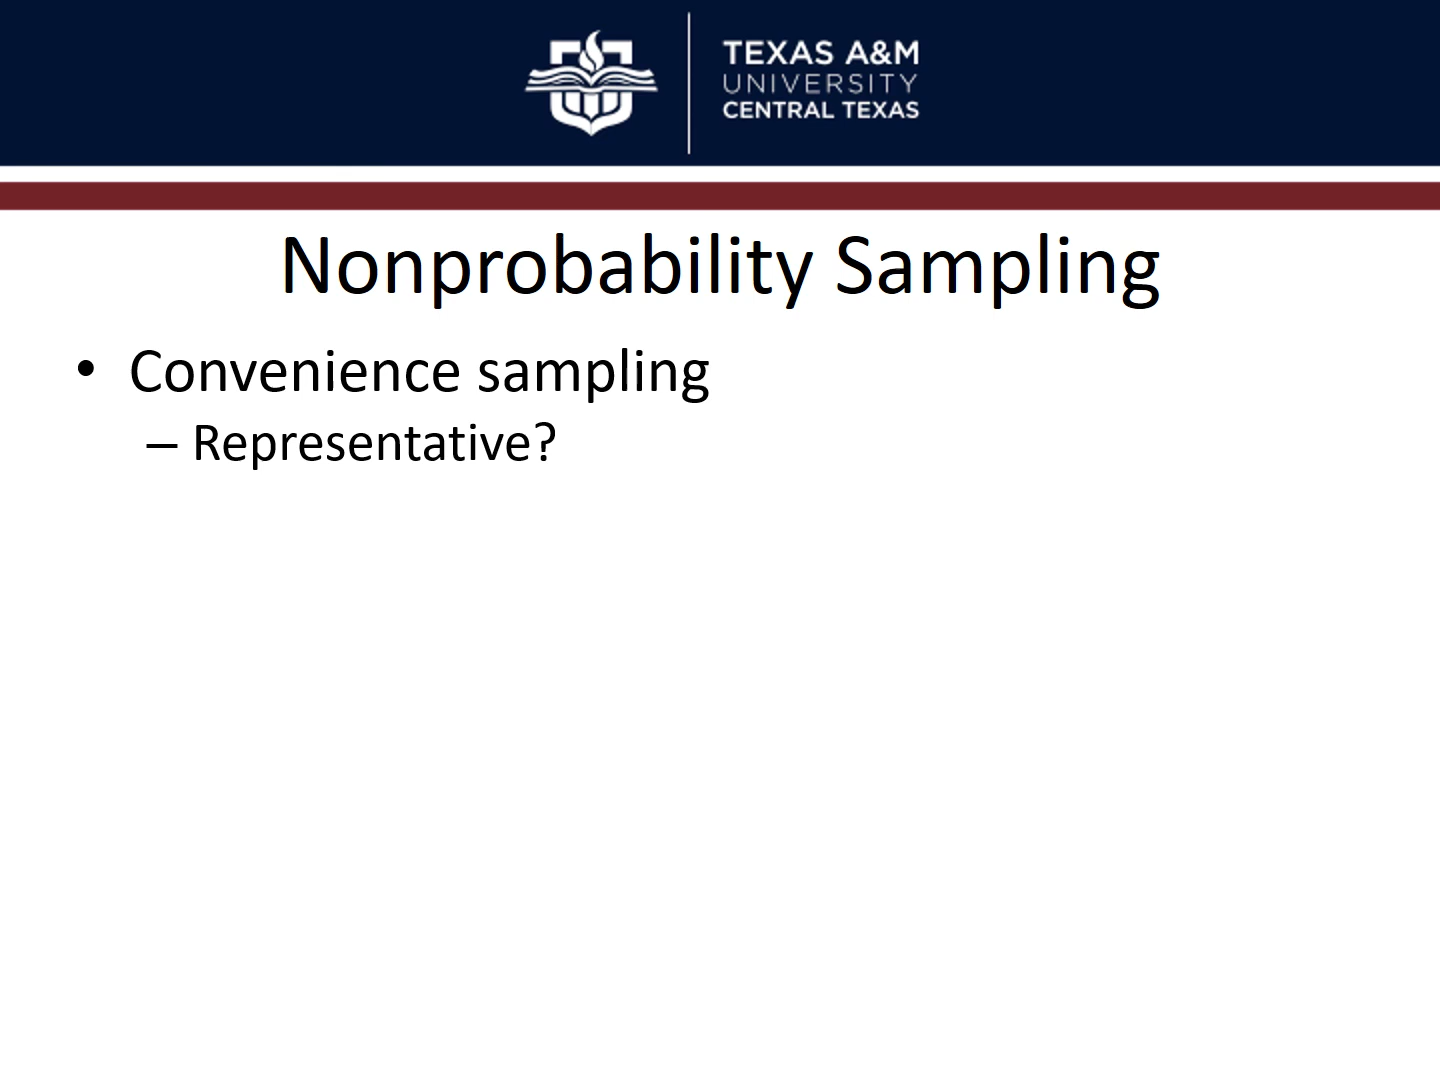 TEXAS A&M
UNIVERSITY
CENTRAL TEXAS
Nonprobability Sampling
• Convenience sampling
– Representative?